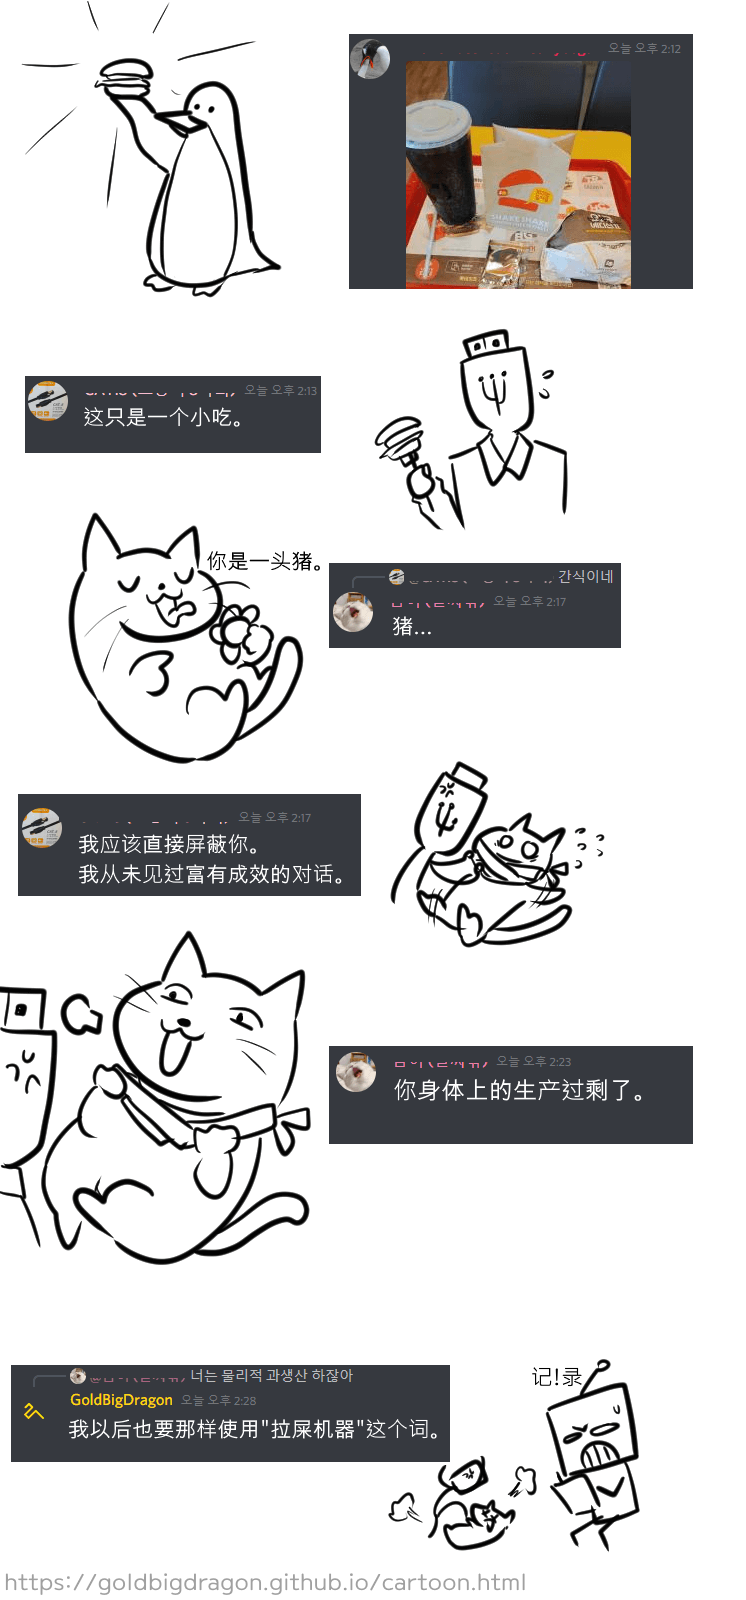 오늘 오후 2:12
SHAKE SHAKE
오늘 오후 2:13
这只是一个小吃。
你是一头猪。
간식이네
오늘 오후 2:17
猪...
오늘 오후 2:17
我应该直接屏蔽你。
我从未见过富有成效的对话。
오늘 오후 2:23
你身体上的生产过剩了。
너는 물리적 과생산 하잖아
GoldBigDragon 오늘 오후 2:28
我以后也要那样使用"拉屎机器"这个词。
记!录
https://goldbigdragon.github.io/cartoon.html